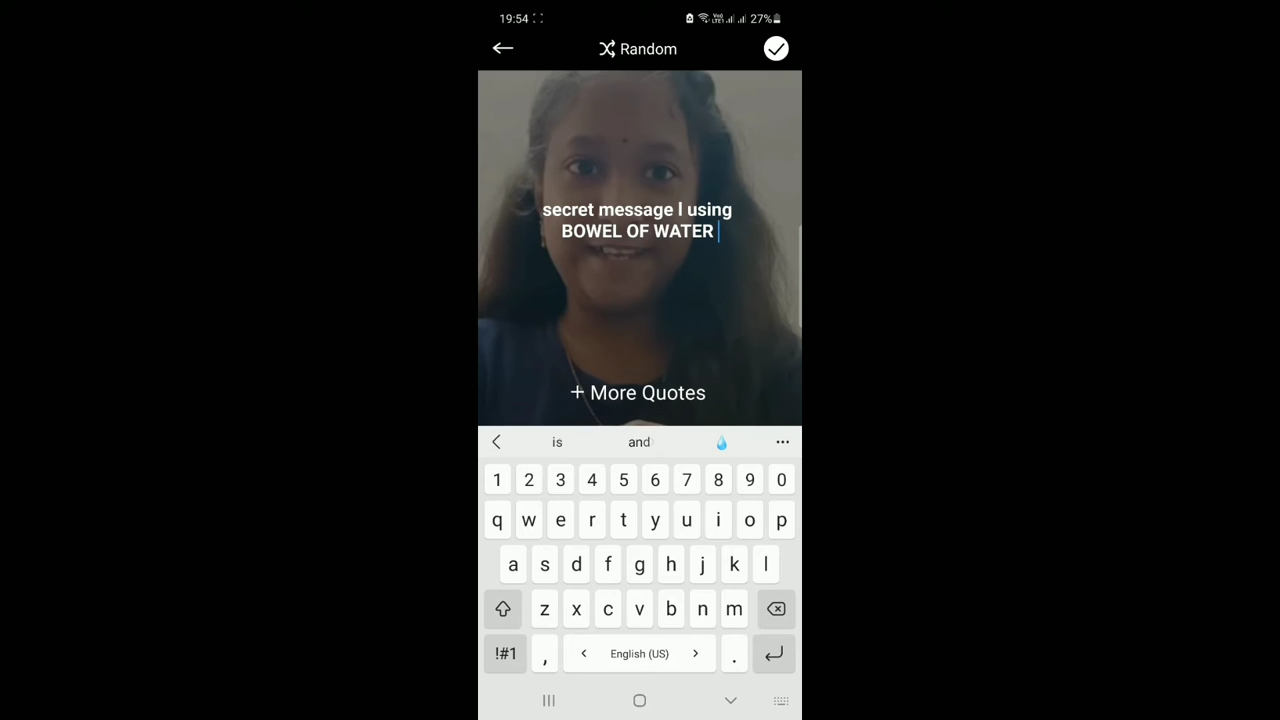 19:54 27%
Random
secret message l using
BOWEL OF WATER
+ More Quotes
is and
1 2 3 4 5 6 7 8 9 0
q w e r t y u i o p
a s d f g h j k l
z x c v b n m
!#1 , < English (US) > .